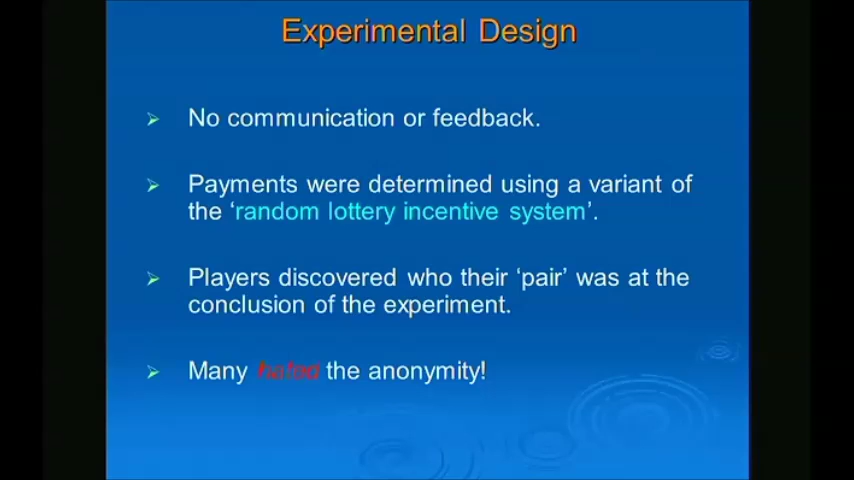 Experimental Design
No communication or feedback.
Payments were determined using a variant of
the ‘random lottery incentive system’.
Players discovered who their ‘pair’ was at the
conclusion of the experiment.
Many hated the anonymity!